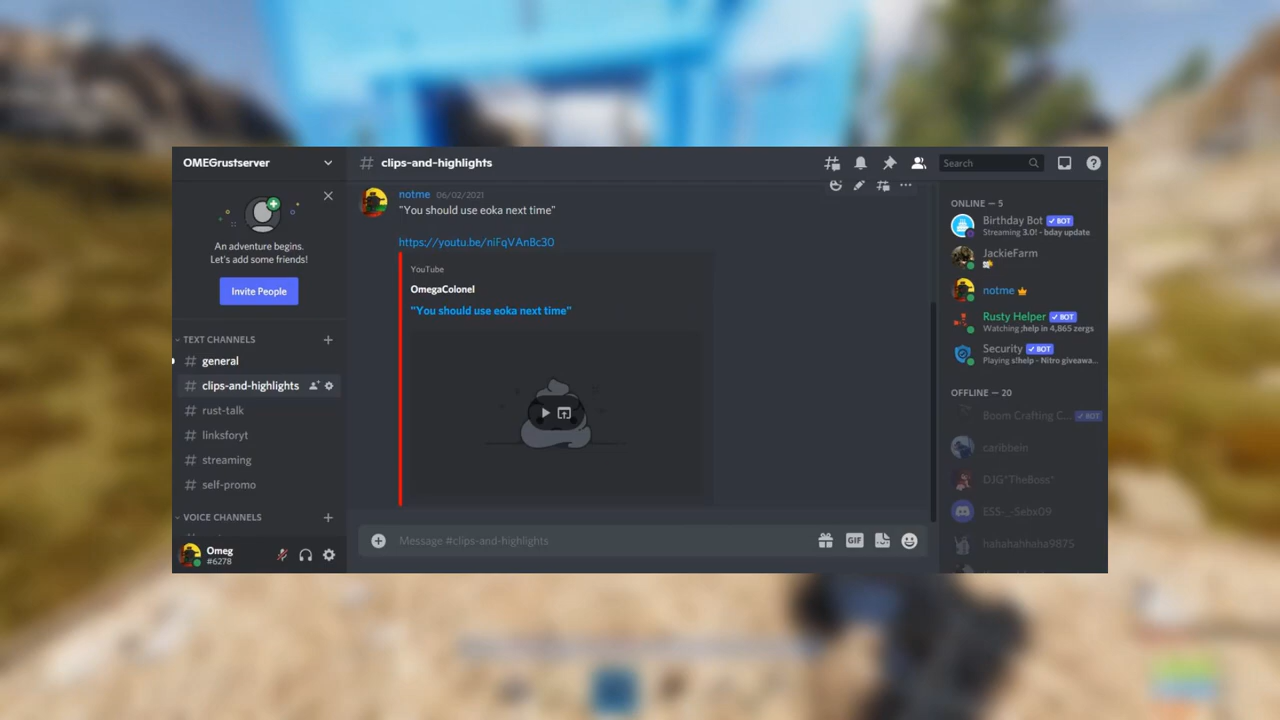 OMEGrustserver
An adventure begins.
Let's add some friends!
Invite People
TEXT CHANNELS
general
clips-and-highlights
rust-talk
linksforyt
streaming
self-promo
VOICE CHANNELS
Omeg
#6278
# clips-and-highlights
Search
notme 06/02/2021
"You should use eoka next time"
https://youtu.be/niFqVAnBc30
YouTube
OmegaColonel
"You should use eoka next time"
Message #clips-and-highlights
GIF
ONLINE — 5
Birthday Bot BOT
Streaming 3.0! - bday update
JackieFarm
notme
Rusty Helper BOT
Watching ;help in 4,865 zergs
Security BOT
Playing s!help - Nitro giveawa...
OFFLINE — 20
Boom Crafting C... BOT
caribbein
DJG*TheBoss*
ESS-_-Sebx09
hahahahhaha9875